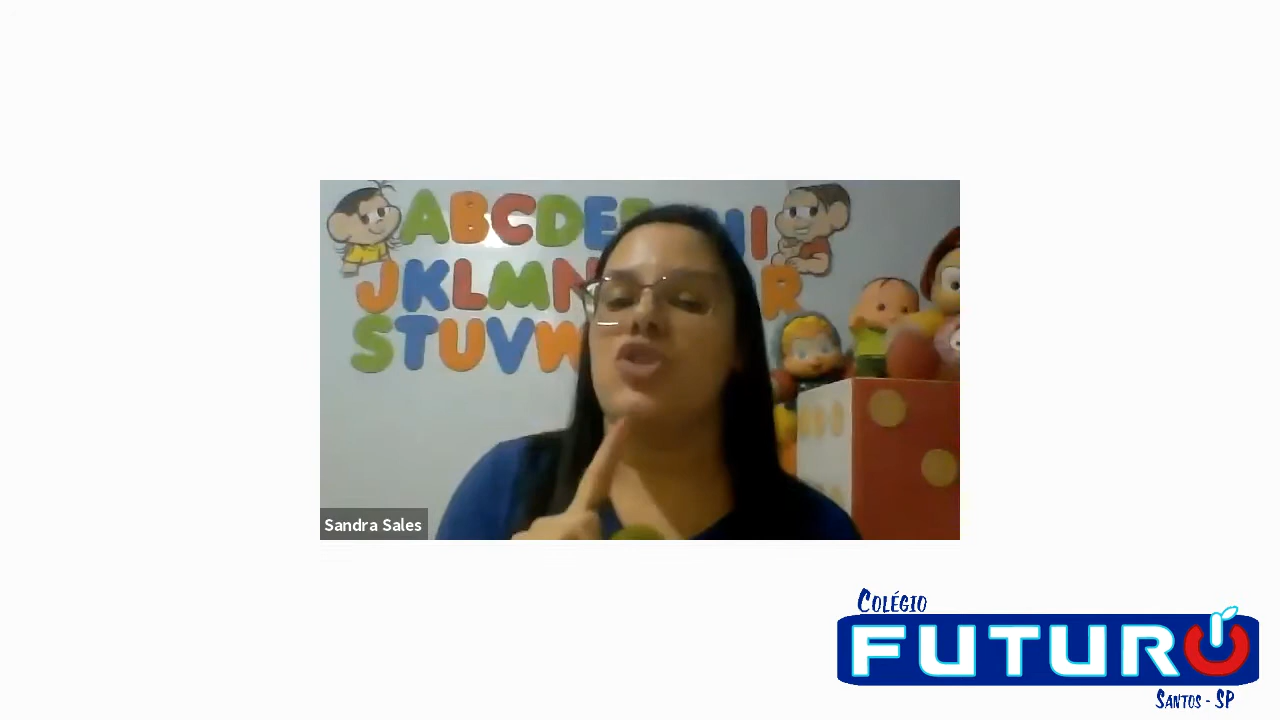 ABCDE
I
JKLMN
R
STUVW
Sandra Sales
COLÉGIO
FUTURO
SANTOS - SP